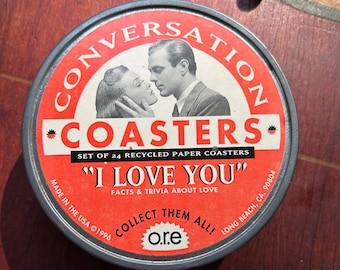 CONVERSATION
COASTERS
SET OF 24 RECYCLED PAPER COASTERS
"I LOVE YOU"
FACTS & TRIVIA ABOUT LOVE
MADE IN THE USA ©1996
COLLECT THEM ALL!
LONG BEACH, CA. 90804
o.r.e